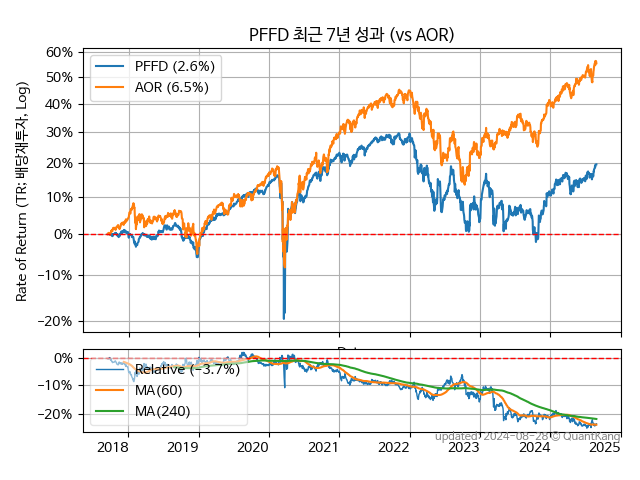 PFFD 최근 7년 성과 (vs AOR)
Rate of Return (TR: 배당재투자, Log)
60%
50%
40%
30%
20%
10%
0%
−10%
−20%
PFFD (2.6%)
AOR (6.5%)
0%
−10%
−20%
Relative (−3.7%)
MA(60)
MA(240)
2018 2019 2020 2021 2022 2023 2024 2025
updated: 2024-08-28 © QuantKang